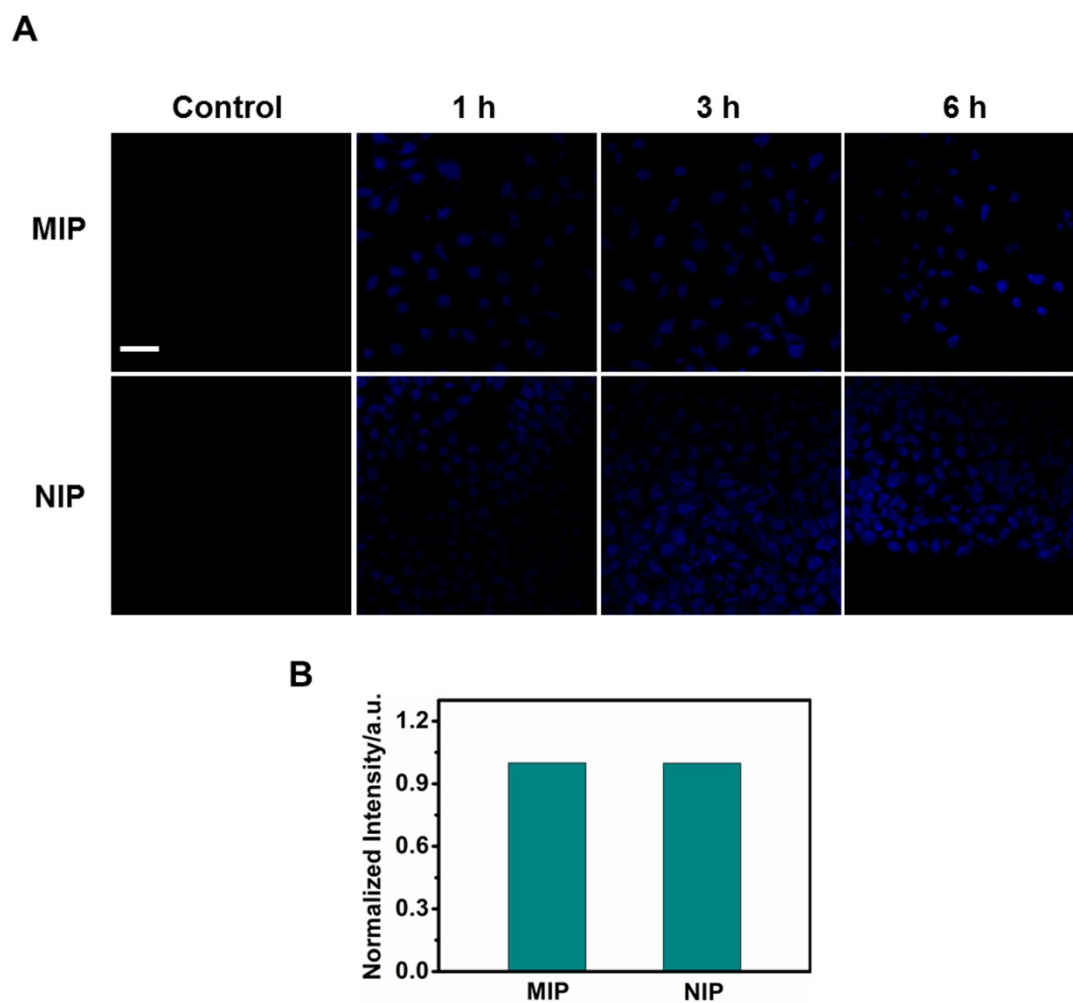 A
Control 1 h 3 h 6 h
MIP
NIP
B
Normalized Intensity/a.u.
1.2
0.9
0.6
0.3
0.0
MIP NIP